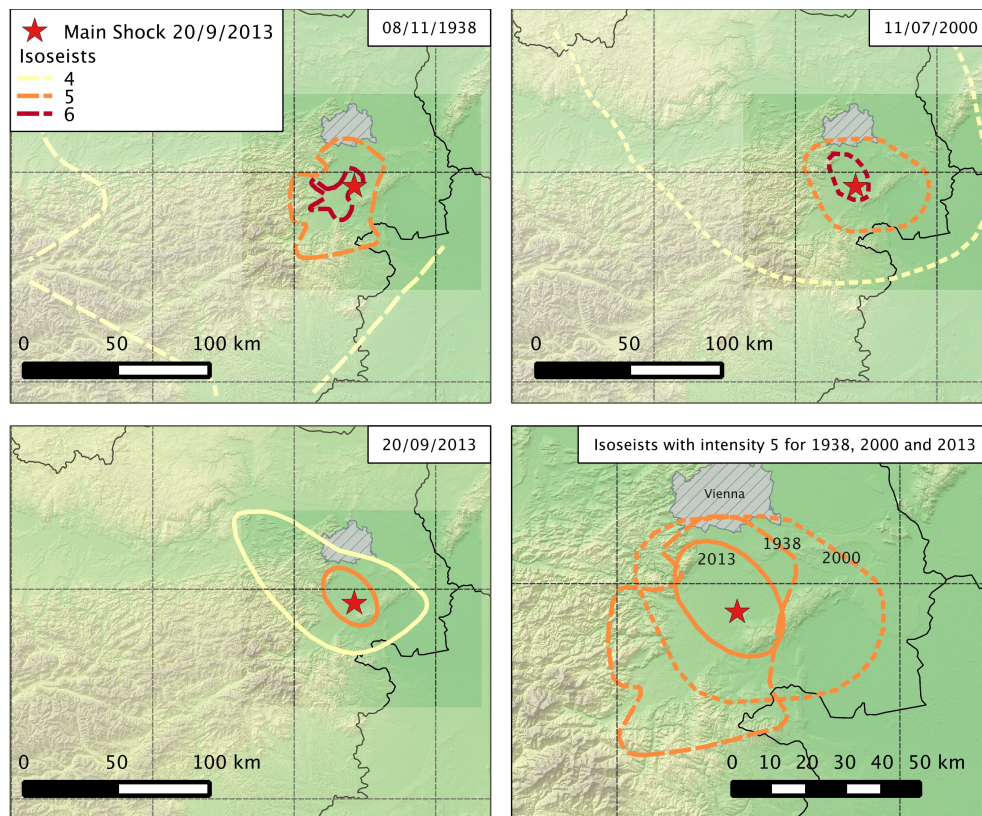 Main Shock 20/9/2013
Isoseists
4
5
6
08/11/1938
0 50 100 km
11/07/2000
0 50 100 km
20/09/2013
0 50 100 km
Isoseists with intensity 5 for 1938, 2000 and 2013
Vienna
1938
2013
2000
0 10 20 30 40 50 km